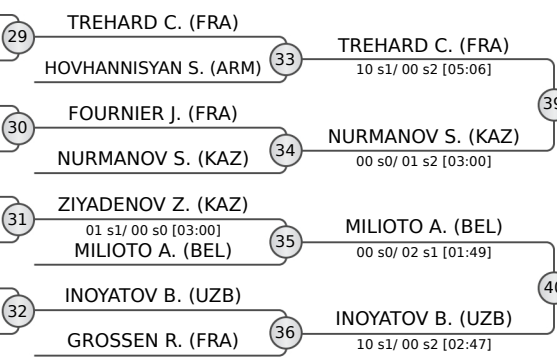 29
TREHARD C. (FRA)
HOVHANNISYAN S. (ARM)
33
TREHARD C. (FRA)
10 s1/ 00 s2 [05:06]
39
30
FOURNIER J. (FRA)
NURMANOV S. (KAZ)
34
NURMANOV S. (KAZ)
00 s0/ 01 s2 [03:00]
31
ZIYADENOV Z. (KAZ)
01 s1/ 00 s0 [03:00]
MILIOTO A. (BEL)
35
MILIOTO A. (BEL)
00 s0/ 02 s1 [01:49]
40
32
INOYATOV B. (UZB)
GROSSEN R. (FRA)
36
INOYATOV B. (UZB)
10 s1/ 00 s2 [02:47]